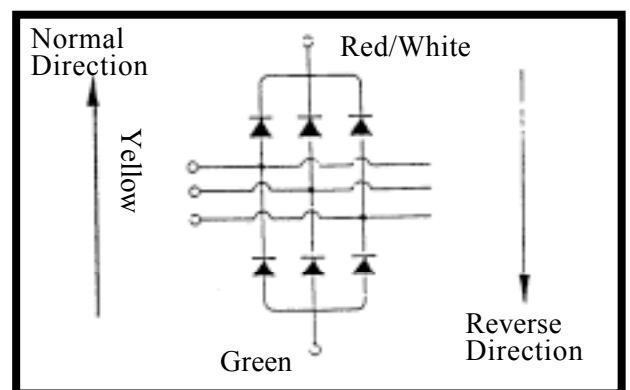 Normal
Direction
Red/White
Yellow
Green
Reverse
Direction